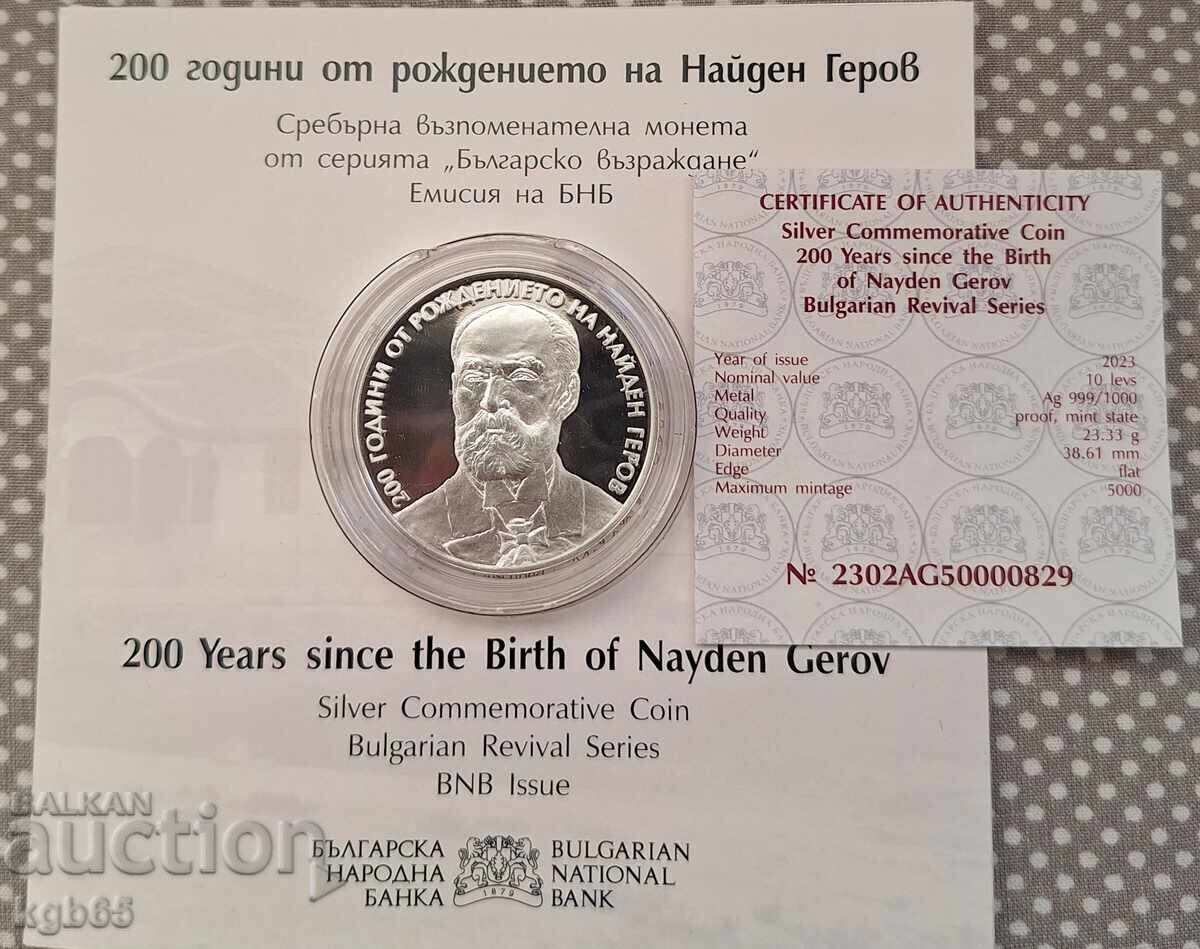 200 години от рождението на Найден Геров
Сребърна възпоменателна монета
от серията „Българско възраждане“
Емисия на БНБ
200 ГОДИНИ ОТ РОЖДЕНИЕТО НА НАЙДЕН ГЕРОВ
CERTIFICATE OF AUTHENTICITY
Silver Commemorative Coin
200 Years since the Birth
of Nayden Gerov
Bulgarian Revival Series
Year of issue 2023
Nominal value 10 levs
Metal Ag 999/1000
Quality proof, mint state
Weight 23.33 g
Diameter 38.61 mm
Edge flat
Maximum mintage 5000
№ 2302AG50000829
200 Years since the Birth of Nayden Gerov
Silver Commemorative Coin
Bulgarian Revival Series
BNB Issue
БЪЛГАРСКА
НАРОДНА
БАНКА
1879
BULGARIAN
NATIONAL
BANK
BALKAN
auction
kgb65